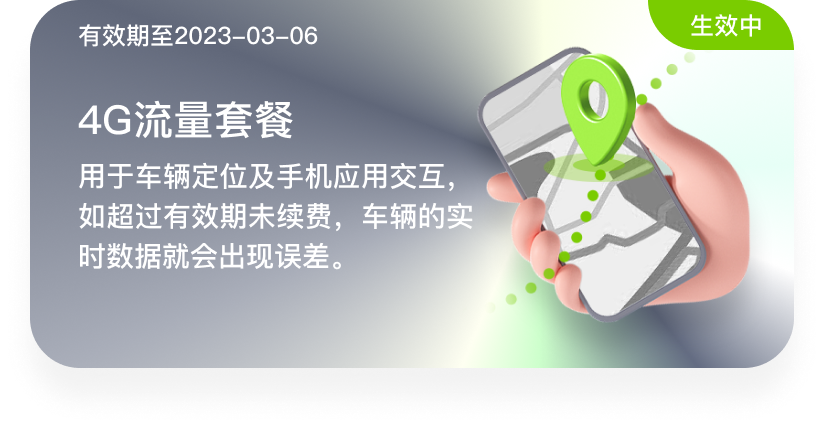 有效期至2023-03-06
生效中
4G流量套餐
用于车辆定位及手机应用交互，
如超过有效期未续费，车辆的实
时数据就会出现误差。